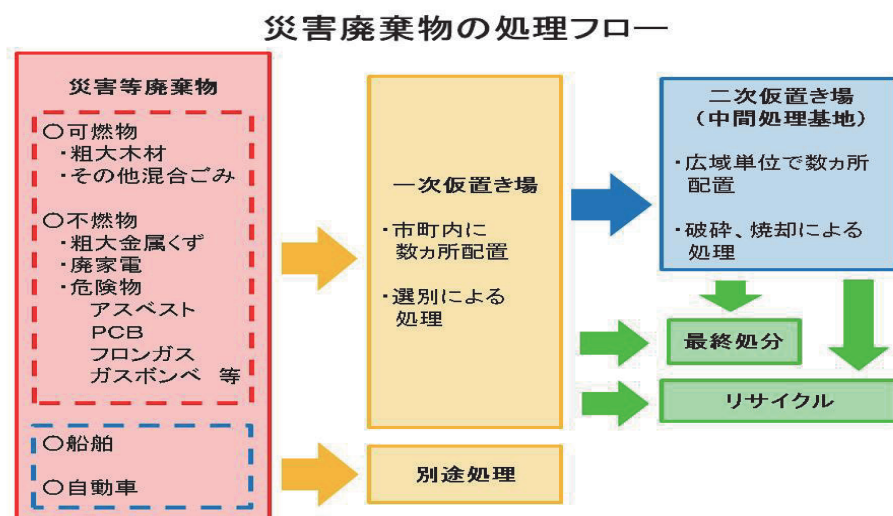 災害廃棄物の処理フロー
災害等廃棄物
〇可燃物
・粗大木材
・その他混合ごみ
〇不燃物
・粗大金属くず
・廃家電
・危険物
アスベスト
PCB
フロンガス
ガスボンベ 等
〇船舶
〇自動車
一次仮置き場
・市町内に
数ヵ所配置
・選別による
処理
別途処理
二次仮置き場
(中間処理基地)
・広域単位で数ヵ所
配置
・破砕、焼却による
処理
最終処分
リサイクル